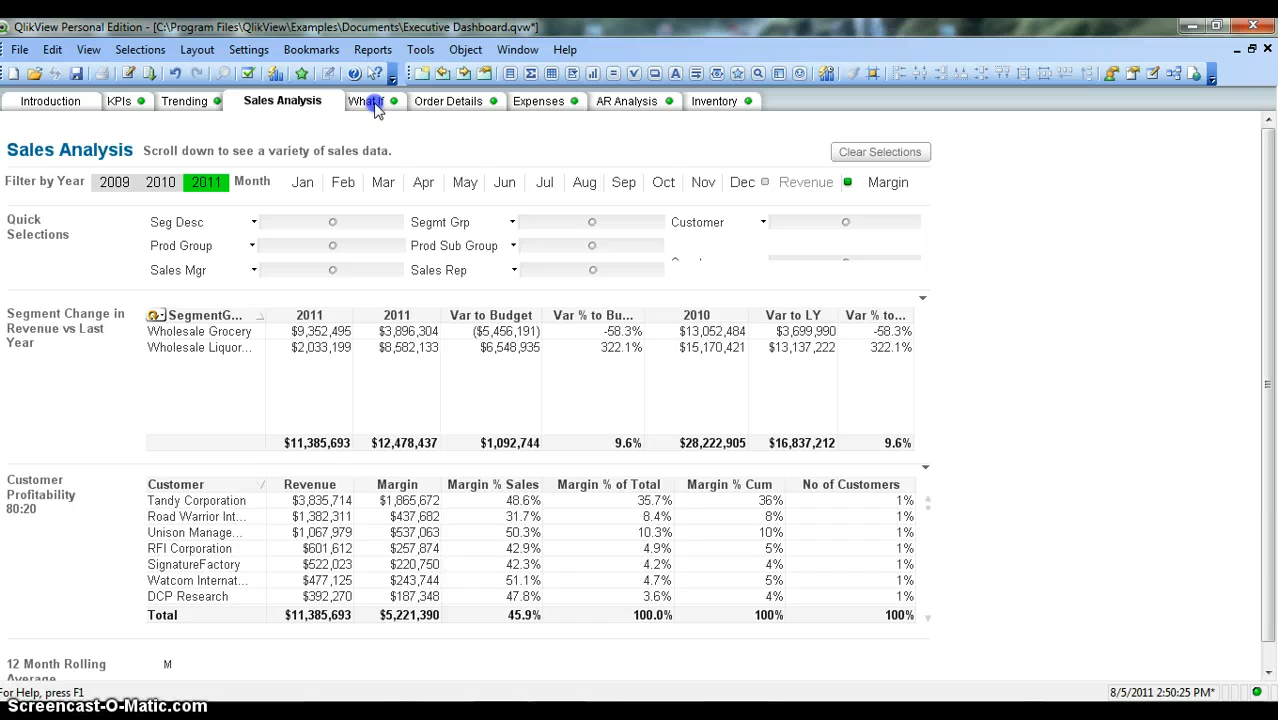 QlikView Personal Edition - [C:\Program Files\QlikView\Examples\Documents\Executive Dashboard.qvw*]
File Edit View Selections Layout Settings Bookmarks Reports Tools Object Window Help
Introduction KPIs Trending Sales Analysis What If Order Details Expenses AR Analysis Inventory
Sales Analysis Scroll down to see a variety of sales data. Clear Selections
Filter by Year 2009 2010 2011 Month Jan Feb Mar Apr May Jun Jul Aug Sep Oct Nov Dec Revenue Margin
Quick Selections
Seg Desc Segmt Grp Customer
Prod Group Prod Sub Group
Sales Mgr Sales Rep
Segment Change in
Revenue vs Last
Year
SegmentG... 2011 2011 Var to Budget Var % to Bu... 2010 Var to LY Var % to...
Wholesale Grocery $9,352,495 $3,896,304 ($5,456,191) -58.3% $13,052,484 $3,699,990 -58.3%
Wholesale Liquor... $2,033,199 $8,582,133 $6,548,935 322.1% $15,170,421 $13,137,222 322.1%
$11,385,693 $12,478,437 $1,092,744 9.6% $28,222,905 $16,837,212 9.6%
Customer
Profitability
80:20
Customer Revenue Margin Margin % Sales Margin % of Total Margin % Cum No of Customers
Tandy Corporation $3,835,714 $1,865,672 48.6% 35.7% 36% 1%
Road Warrior Int... $1,382,311 $437,682 31.7% 8.4% 8% 1%
Unison Manage... $1,067,979 $537,063 50.3% 10.3% 10% 1%
RFI Corporation $601,612 $257,874 42.9% 4.9% 5% 1%
SignatureFactory $522,023 $220,750 42.3% 4.2% 4% 1%
Watcom Internat... $477,125 $243,744 51.1% 4.7% 5% 1%
DCP Research $392,270 $187,348 47.8% 3.6% 4% 1%
Total $11,385,693 $5,221,390 45.9% 100.0% 100% 100%
12 Month Rolling
Average
M
For Help, press F1 8/5/2011 2:50:25 PM*
Screencast-O-Matic.com